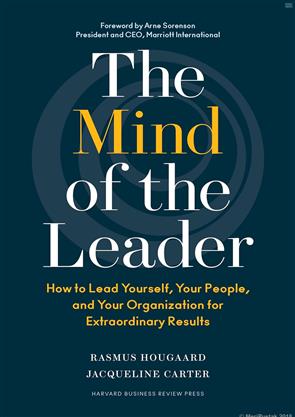 Foreword by Arne Sorenson
President and CEO, Marriott International
The
Mind
of the
Leader
How to Lead Yourself, Your People,
and Your Organization for
Extraordinary Results
RASMUS HOUGAARD
JACQUELINE CARTER
HARVARD BUSINESS REVIEW PRESS